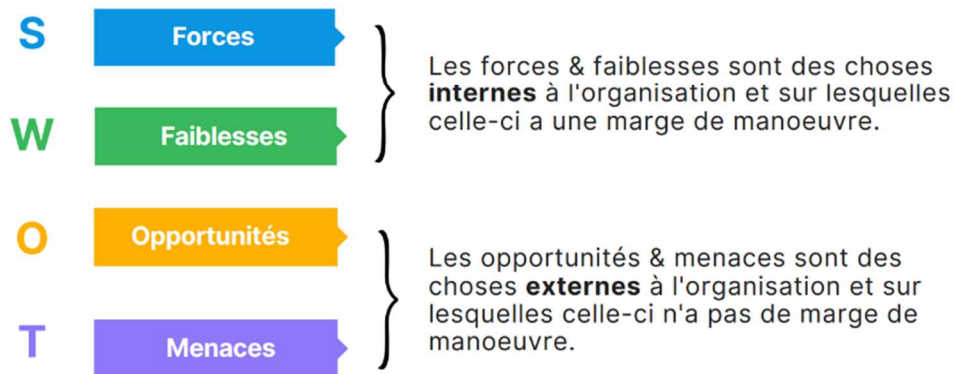 S
Forces
W
Faiblesses
Les forces & faiblesses sont des choses
internes à l'organisation et sur lesquelles
celle-ci a une marge de manoeuvre.
O
Opportunités
T
Menaces
Les opportunités & menaces sont des
choses externes à l'organisation et sur
lesquelles celle-ci n'a pas de marge de
manoeuvre.